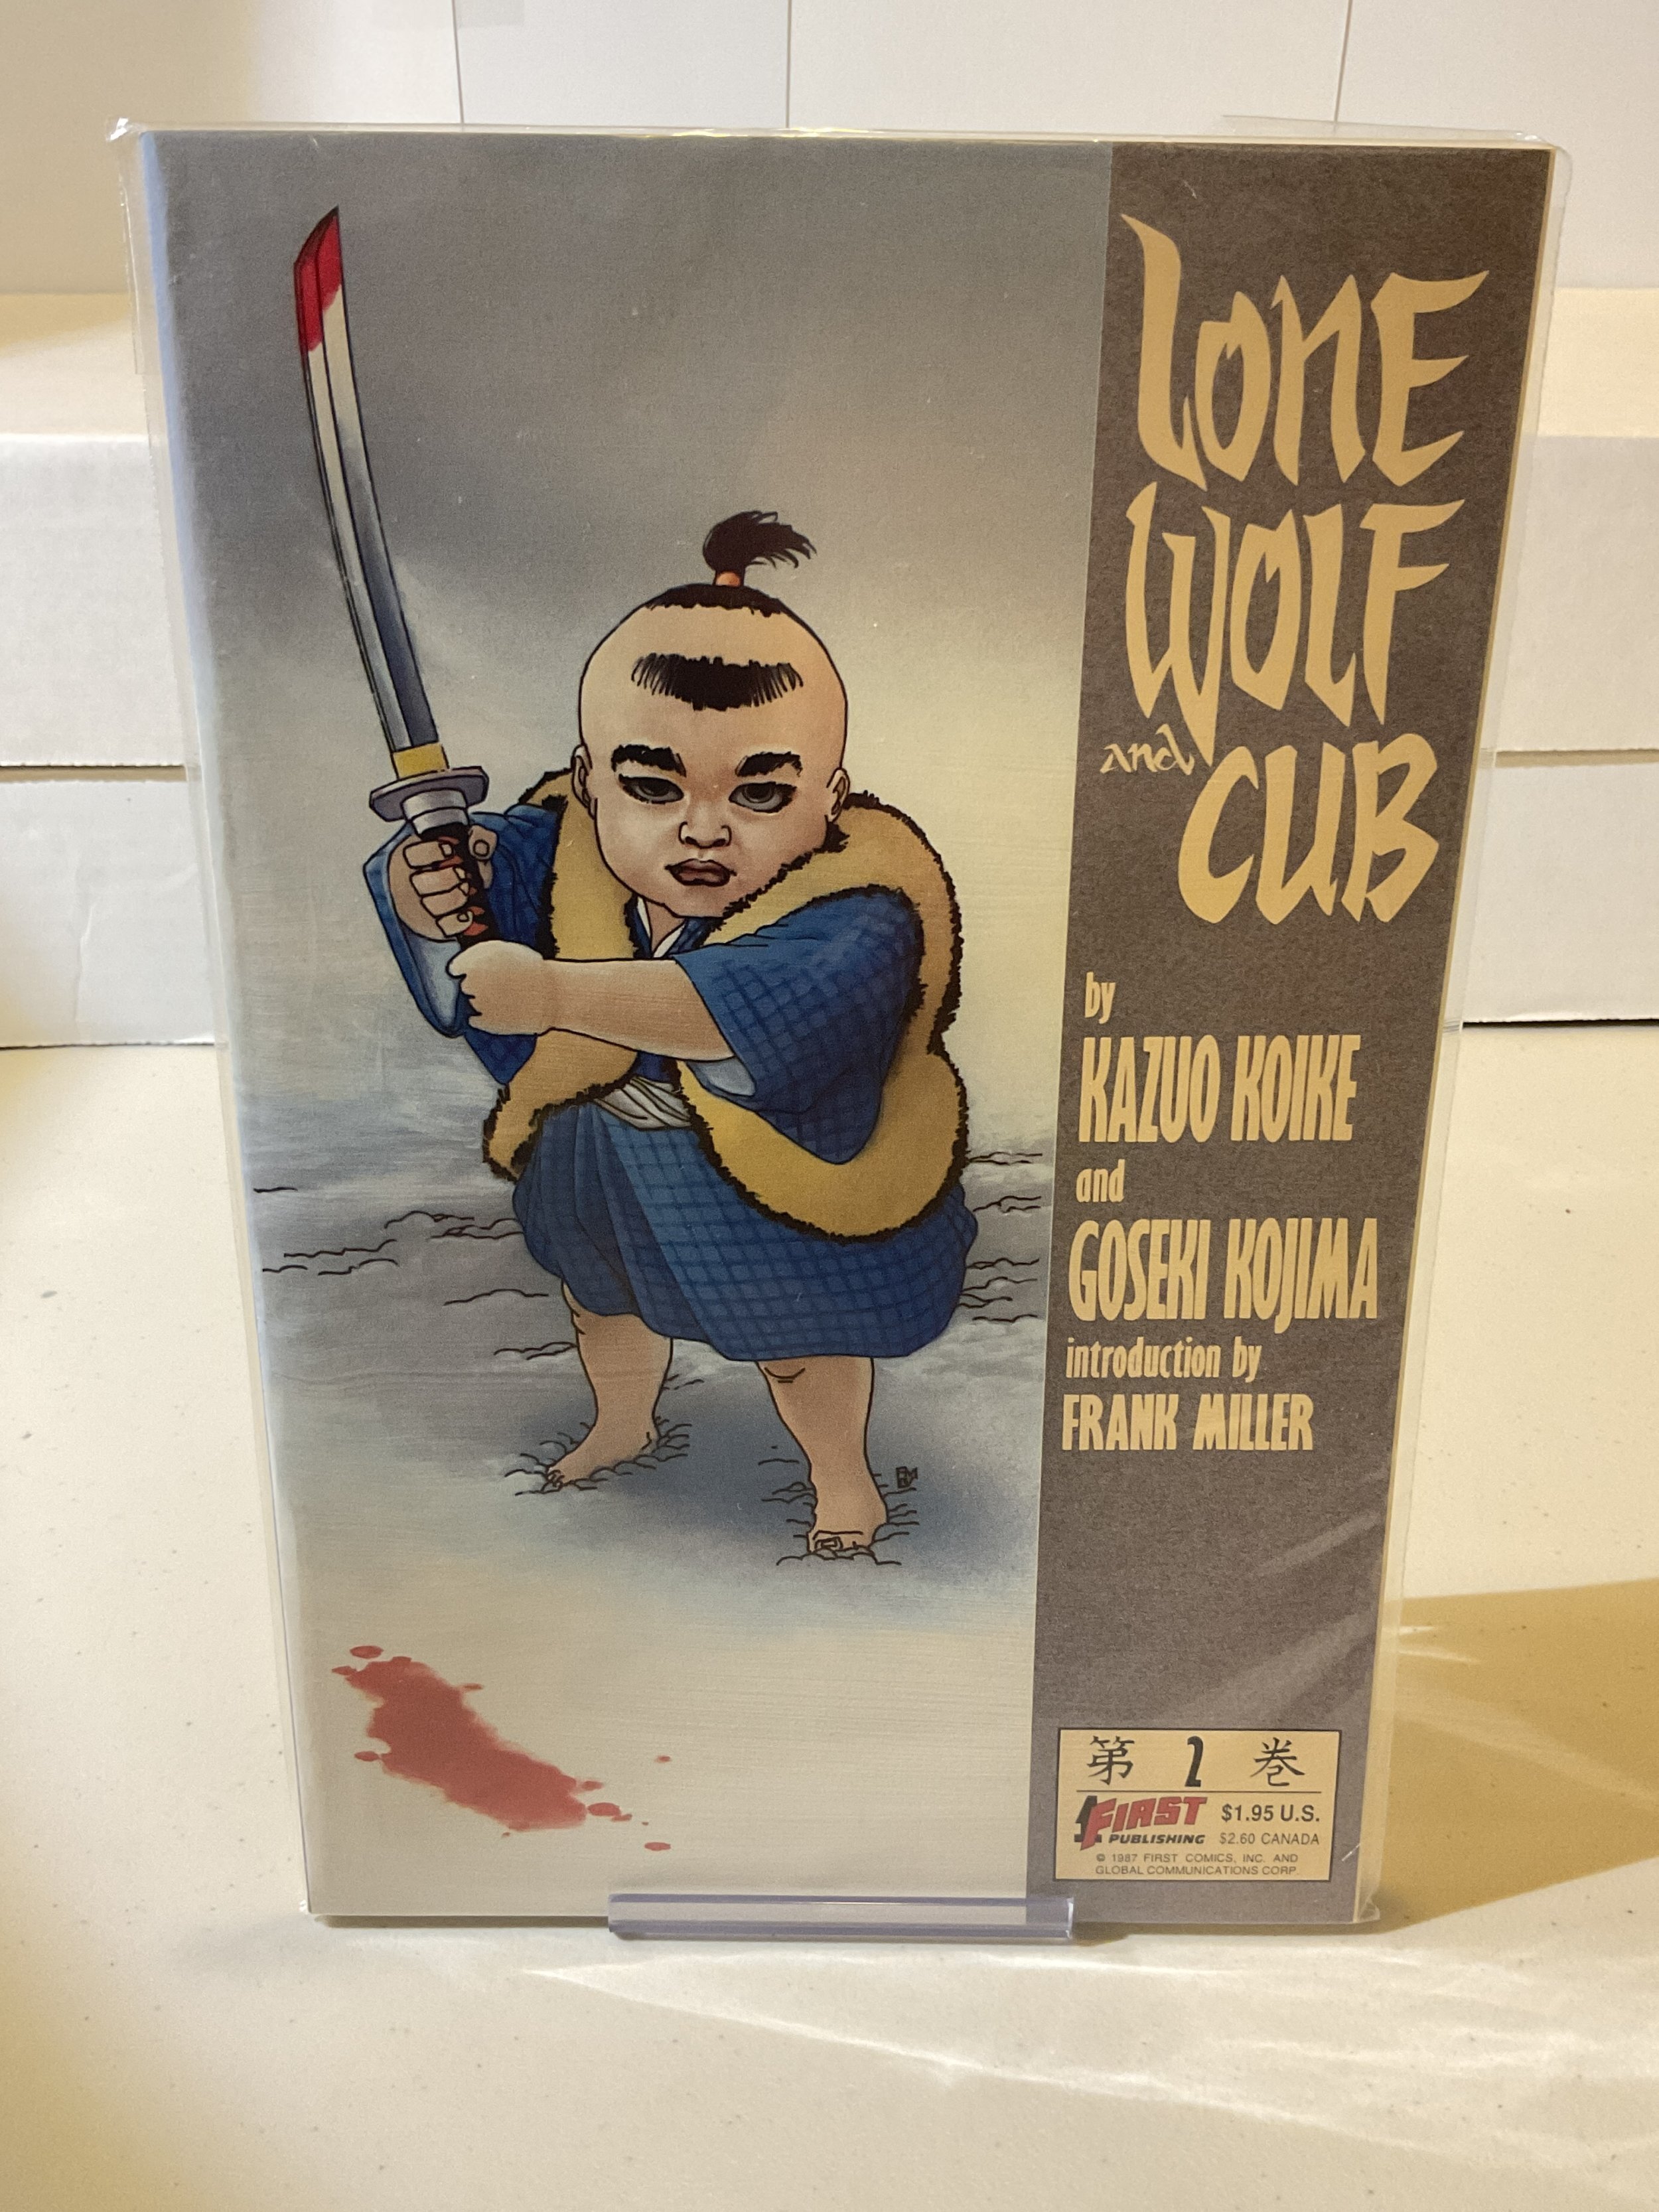 LONE
WOLF
and CUB
by
KAZUO KOIKE
and
GOSEKI KOJIMA
introduction by
FRANK MILLER
第 2 巻
FIRST PUBLISHING
$1.95 U.S.
$2.60 CANADA
© 1987 FIRST COMICS, INC. AND
GLOBAL COMMUNICATIONS CORP.